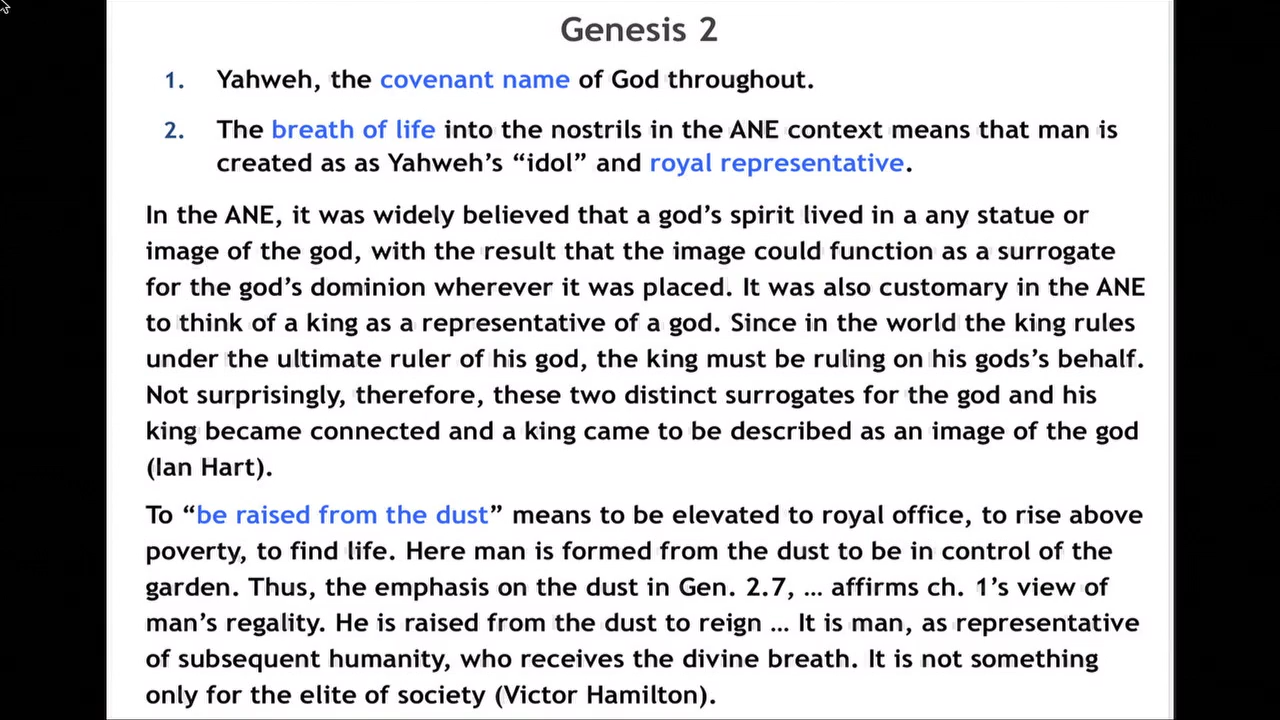 Genesis 2
1. Yahweh, the covenant name of God throughout.
2. The breath of life into the nostrils in the ANE context means that man is
created as as Yahweh’s “idol” and royal representative.
In the ANE, it was widely believed that a god’s spirit lived in a any statue or
image of the god, with the result that the image could function as a surrogate
for the god’s dominion wherever it was placed. It was also customary in the ANE
to think of a king as a representative of a god. Since in the world the king rules
under the ultimate ruler of his god, the king must be ruling on his gods’s behalf.
Not surprisingly, therefore, these two distinct surrogates for the god and his
king became connected and a king came to be described as an image of the god
(Ian Hart).
To “be raised from the dust” means to be elevated to royal office, to rise above
poverty, to find life. Here man is formed from the dust to be in control of the
garden. Thus, the emphasis on the dust in Gen. 2.7, … affirms ch. 1’s view of
man’s regality. He is raised from the dust to reign … It is man, as representative
of subsequent humanity, who receives the divine breath. It is not something
only for the elite of society (Victor Hamilton).